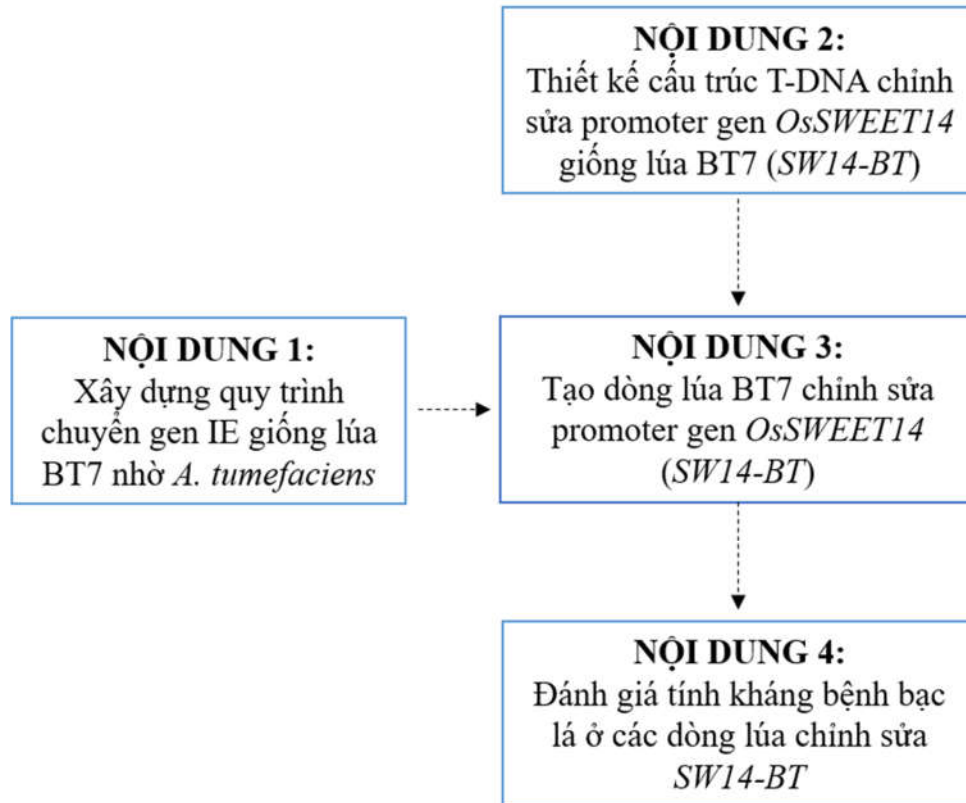 NỘI DUNG 2:
Thiết kế cấu trúc T-DNA chỉnh
sửa promoter gen OsSWEET14
giống lúa BT7 (SW14-BT)
NỘI DUNG 1:
Xây dựng quy trình
chuyển gen IE giống lúa
BT7 nhờ A. tumefaciens
NỘI DUNG 3:
Tạo dòng lúa BT7 chỉnh sửa
promoter gen OsSWEET14
(SW14-BT)
NỘI DUNG 4:
Đánh giá tính kháng bệnh bạc
lá ở các dòng lúa chỉnh sửa
SW14-BT